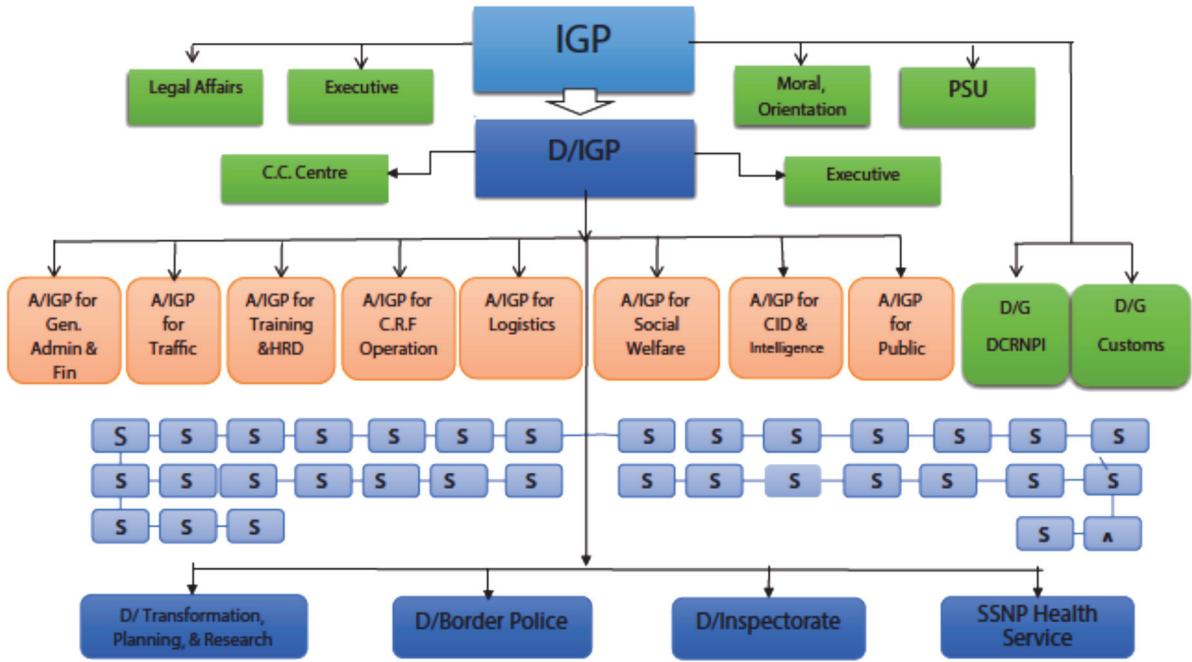 IGP
Legal Affairs
Executive
Moral,
Orientation
PSU
D/IGP
C.C. Centre
Executive
A/IGP for
Gen.
Admin &
Fin
A/IGP
for
Traffic
A/IGP for
Training
&HRD
A/IGP for
C.R.F
Operation
A/IGP for
Logistics
A/IGP for
Social
Welfare
A/IGP for
CID &
Intelligence
A/IGP
for
Public
D/G
DCRNPI
D/G
Customs
S S S S S S S S S S S S S S
S S S S S S S S S S S S S S
S S S
S ʌ
D/ Transformation,
Planning, & Research
D/Border Police
D/Inspectorate
SSNP Health
Service